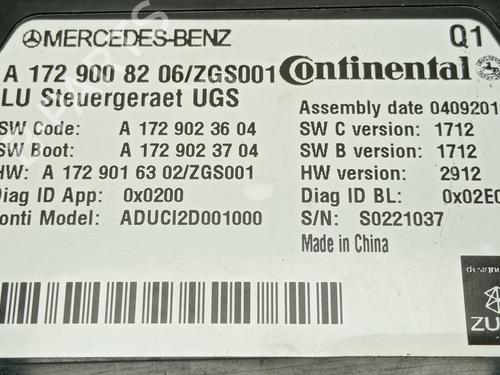 MERCEDES-BENZ Q1
A 172 900 82 06/ZGS001 Continental
LU Steuergeraet UGS
Assembly date 0409201
SW Code: A 172 902 36 04 SW C version: 1712
SW Boot: A 172 902 37 04 SW B version: 1712
HW: A 172 901 63 02/ZGS001 HW version: 2912
Diag ID App: 0x0200 Diag ID BL: 0x02E0
onti Model: ADUCI2D001000 S/N: S0221037
Made in China
designe
ZU